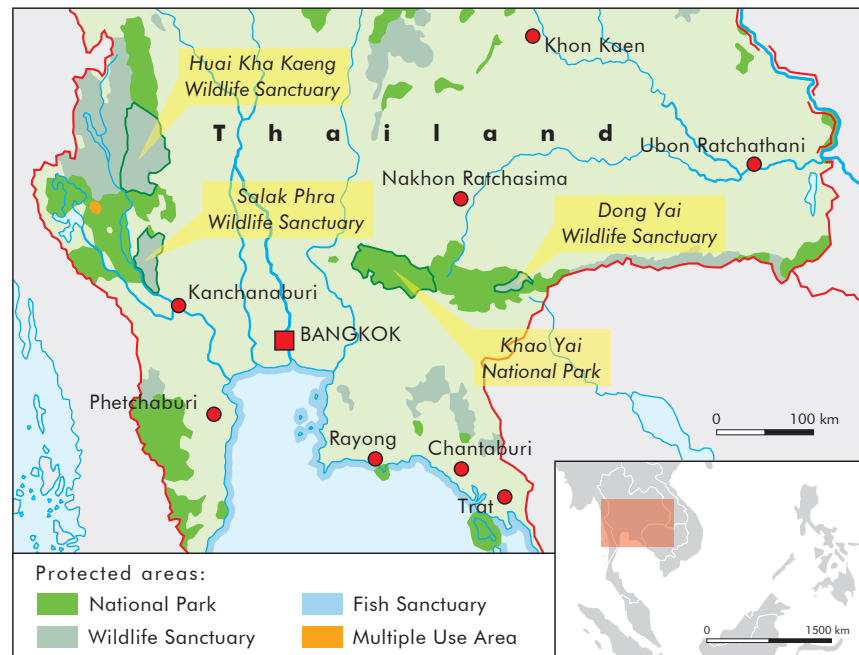 Khon Kaen
Huai Kha Kaeng
Wildlife Sanctuary
Thailand
Ubon Ratchathani
Nakhon Ratchasima
Salak Phra
Wildlife Sanctuary
Dong Yai
Wildlife Sanctuary
Kanchanaburi
BANGKOK
Khao Yai
National Park
Phetchaburi
0 100 km
Rayong
Chantaburi
Trat
Protected areas:
National Park
Fish Sanctuary
Wildlife Sanctuary
Multiple Use Area
0 1500 km